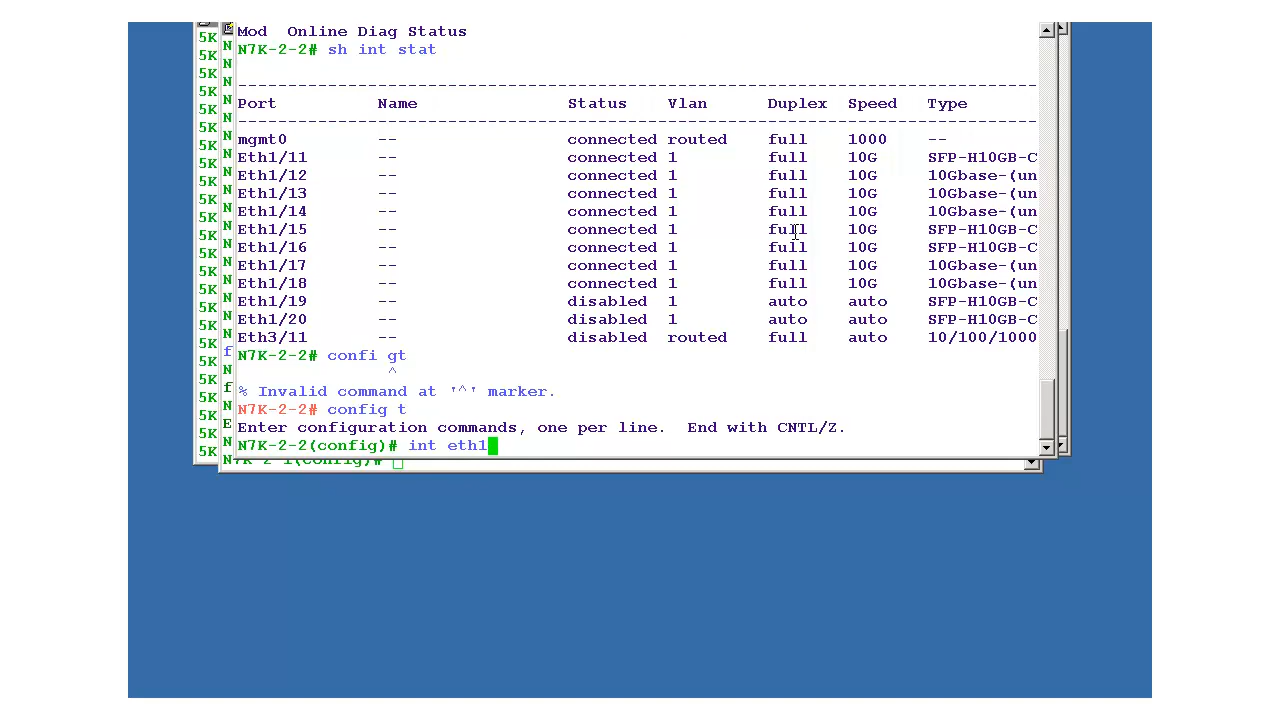 Mod  Online Diag Status
N7K-2-2# sh int stat
--------------------------------------------------------------------------------
Port          Name               Status    Vlan      Duplex  Speed   Type
--------------------------------------------------------------------------------
mgmt0         --                 connected routed    full    1000    --
Eth1/11       --                 connected 1         full    10G     SFP-H10GB-C
Eth1/12       --                 connected 1         full    10G     10Gbase-(un
Eth1/13       --                 connected 1         full    10G     10Gbase-(un
Eth1/14       --                 connected 1         full    10G     10Gbase-(un
Eth1/15       --                 connected 1         full    10G     SFP-H10GB-C
Eth1/16       --                 connected 1         full    10G     SFP-H10GB-C
Eth1/17       --                 connected 1         full    10G     10Gbase-(un
Eth1/18       --                 connected 1         full    10G     10Gbase-(un
Eth1/19       --                 disabled  1         auto    auto    SFP-H10GB-C
Eth1/20       --                 disabled  1         auto    auto    SFP-H10GB-C
Eth3/11       --                 disabled  routed    full    auto    10/100/1000
N7K-2-2# confi gt
^
% Invalid command at '^' marker.
N7K-2-2# config t
Enter configuration commands, one per line.  End with CNTL/Z.
N7K-2-2(config)# int eth1
N7K-2-1(config)#